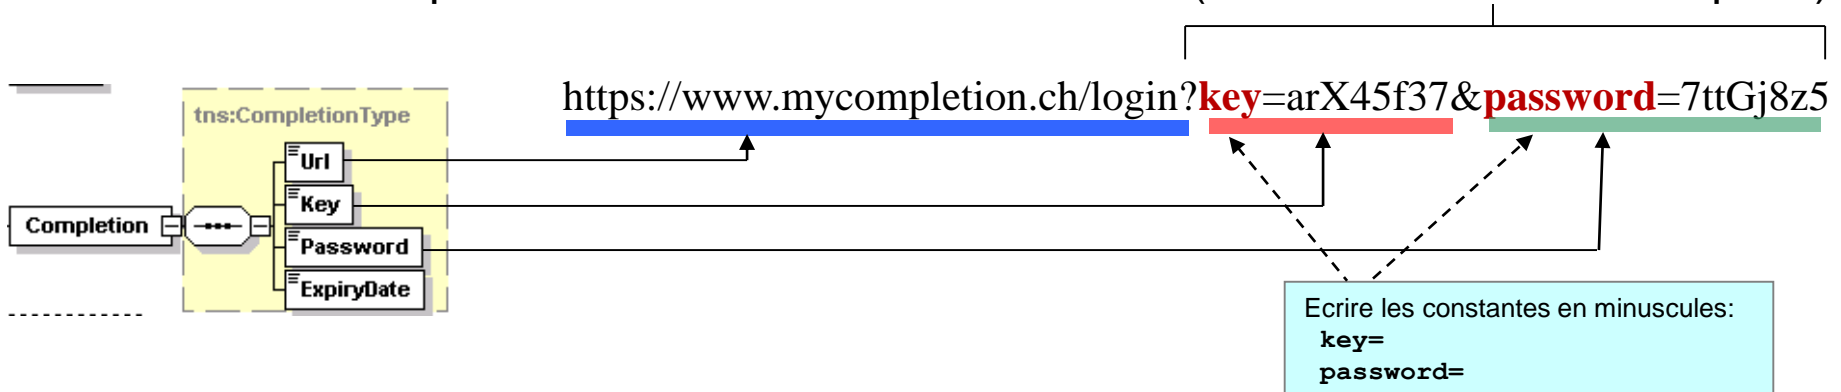 https://www.mycompletion.ch/login?key=arX45f37&password=7ttGj8z5
tns:CompletionType
Url
Key
Completion
Password
ExpiryDate
Ecrire les constantes en minuscules:
key=
password=